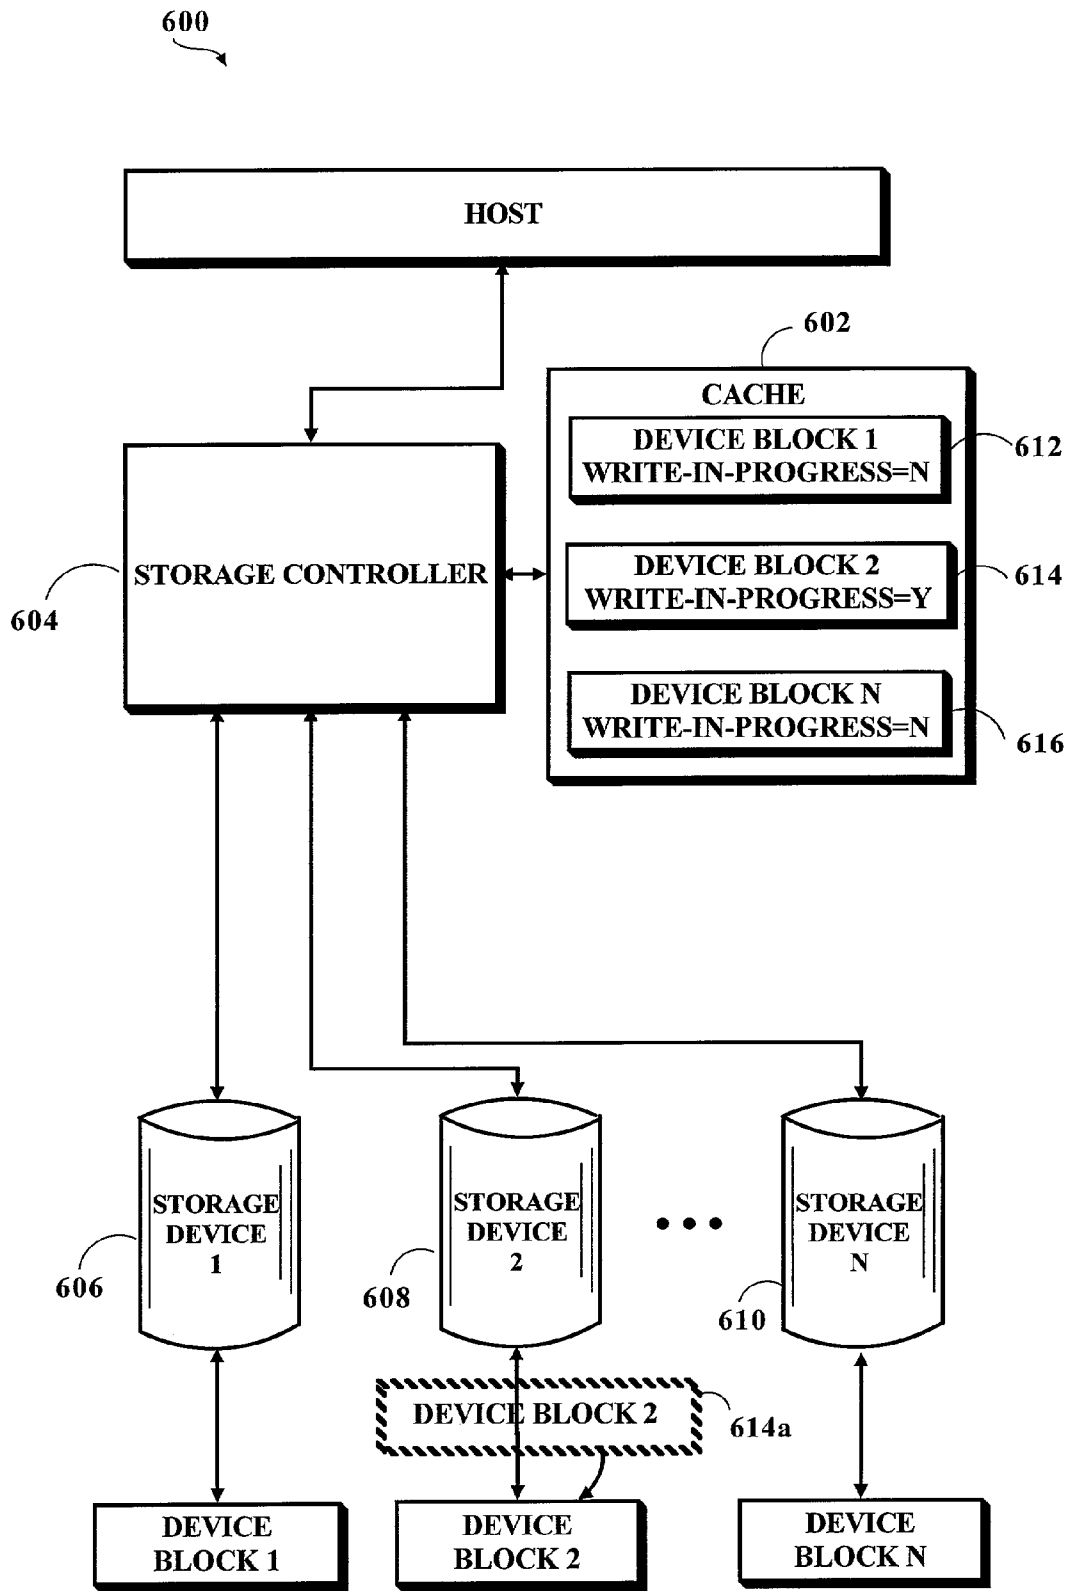 600
HOST
602
CACHE
DEVICE BLOCK 1
WRITE-IN-PROGRESS=N
612
DEVICE BLOCK 2
WRITE-IN-PROGRESS=Y
614
STORAGE CONTROLLER
604
DEVICE BLOCK N
WRITE-IN-PROGRESS=N
616
STORAGE
DEVICE
1
606
STORAGE
DEVICE
2
608
STORAGE
DEVICE
N
610
DEVICE BLOCK 2
614a
DEVICE
BLOCK 1
DEVICE
BLOCK 2
DEVICE
BLOCK N